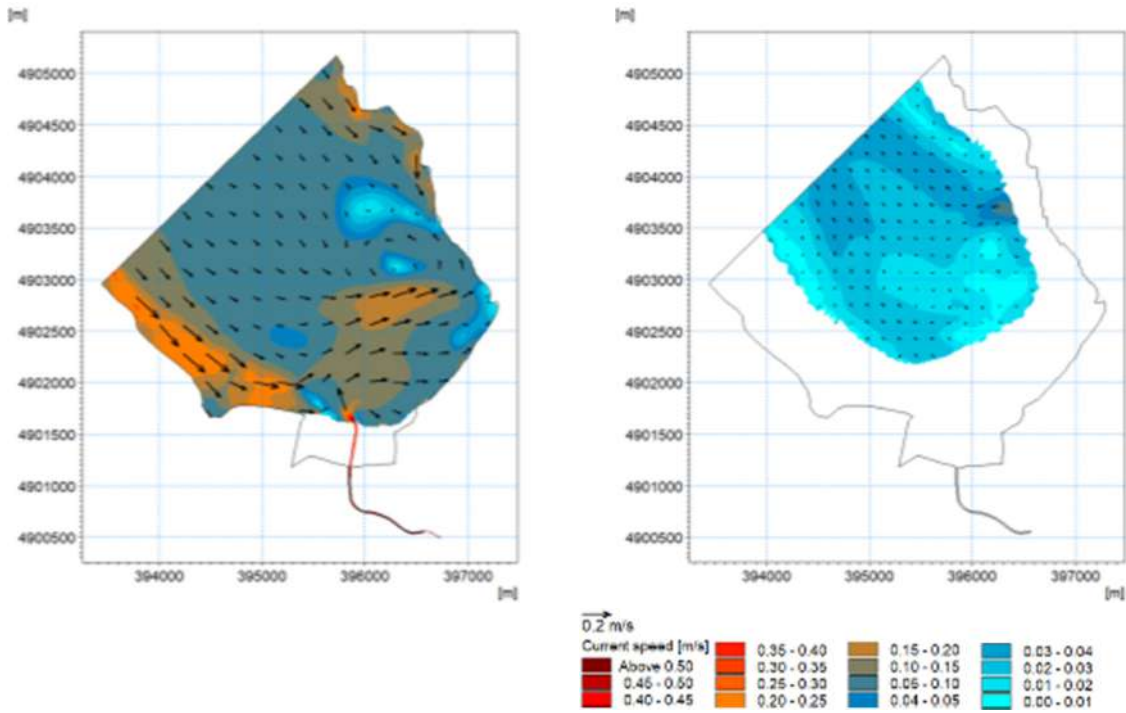 [m]
4905000
4904500
4904000
4903500
4903000
4902500
4902000
4901500
4901000
4900500
394000
395000
396000
397000
[m]
[m]
4905000
4904500
4904000
4903500
4903000
4902500
4902000
4901500
4901000
4900500
394000
395000
396000
397000
[m]
0.2 m/s
Current speed [m/s]
Above 0.50
0.45 - 0.50
0.40 - 0.45
0.35 - 0.40
0.30 - 0.35
0.25 - 0.30
0.20 - 0.25
0.15 - 0.20
0.10 - 0.15
0.05 - 0.10
0.04 - 0.05
0.03 - 0.04
0.02 - 0.03
0.01 - 0.02
0.00 - 0.01